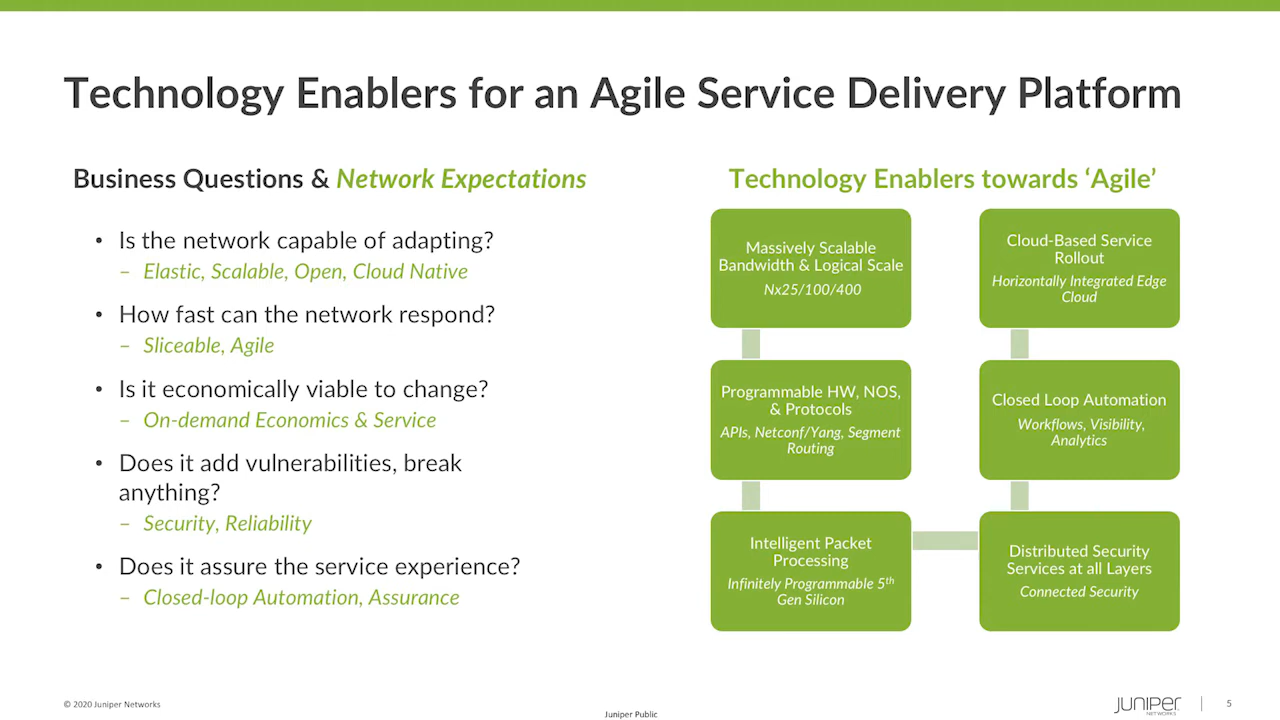 Technology Enablers for an Agile Service Delivery Platform
Business Questions & Network Expectations
• Is the network capable of adapting?
– Elastic, Scalable, Open, Cloud Native
• How fast can the network respond?
– Sliceable, Agile
• Is it economically viable to change?
– On-demand Economics & Service
• Does it add vulnerabilities, break
anything?
– Security, Reliability
• Does it assure the service experience?
– Closed-loop Automation, Assurance
Technology Enablers towards ‘Agile’
Massively Scalable
Bandwidth & Logical Scale
Nx25/100/400
Programmable HW, NOS,
& Protocols
APIs, Netconf/Yang, Segment
Routing
Intelligent Packet
Processing
Infinitely Programmable 5th
Gen Silicon
Distributed Security
Services at all Layers
Connected Security
Closed Loop Automation
Workflows, Visibility,
Analytics
Cloud-Based Service
Rollout
Horizontally Integrated Edge
Cloud
© 2020 Juniper Networks
Juniper Public
JUNIPER
NETWORKS
5